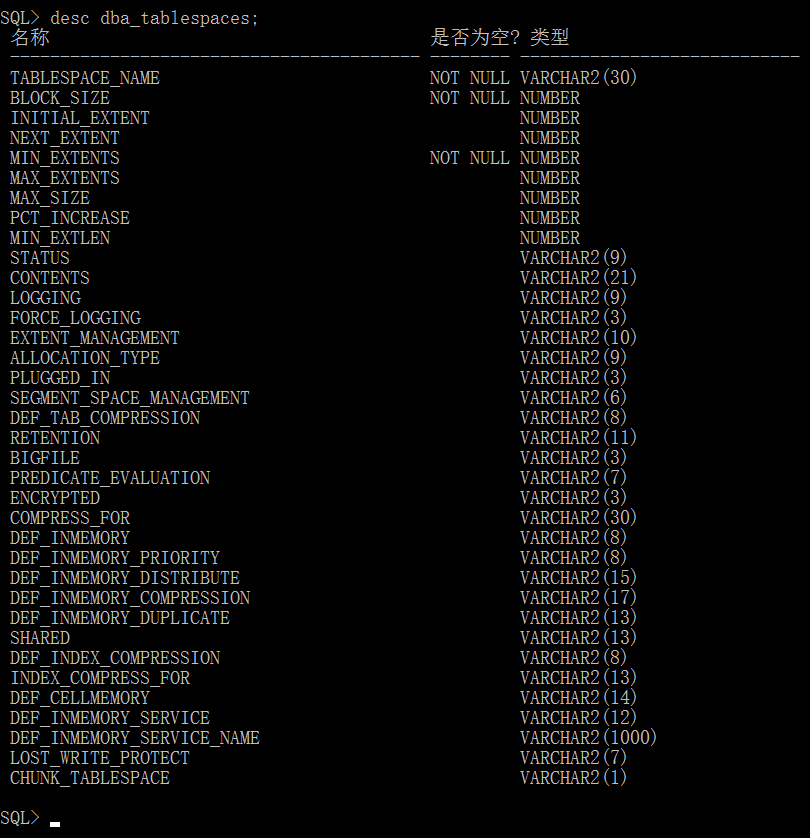 SQL> desc dba_tablespaces;
名称 是否为空? 类型
----------------------------------------- -------- ----------------------------
TABLESPACE_NAME NOT NULL VARCHAR2(30)
BLOCK_SIZE NOT NULL NUMBER
INITIAL_EXTENT NUMBER
NEXT_EXTENT NUMBER
MIN_EXTENTS NOT NULL NUMBER
MAX_EXTENTS NUMBER
MAX_SIZE NUMBER
PCT_INCREASE NUMBER
MIN_EXTLEN NUMBER
STATUS VARCHAR2(9)
CONTENTS VARCHAR2(21)
LOGGING VARCHAR2(9)
FORCE_LOGGING VARCHAR2(3)
EXTENT_MANAGEMENT VARCHAR2(10)
ALLOCATION_TYPE VARCHAR2(9)
PLUGGED_IN VARCHAR2(3)
SEGMENT_SPACE_MANAGEMENT VARCHAR2(6)
DEF_TAB_COMPRESSION VARCHAR2(8)
RETENTION VARCHAR2(11)
BIGFILE VARCHAR2(3)
PREDICATE_EVALUATION VARCHAR2(7)
ENCRYPTED VARCHAR2(3)
COMPRESS_FOR VARCHAR2(30)
DEF_INMEMORY VARCHAR2(8)
DEF_INMEMORY_PRIORITY VARCHAR2(8)
DEF_INMEMORY_DISTRIBUTE VARCHAR2(15)
DEF_INMEMORY_COMPRESSION VARCHAR2(17)
DEF_INMEMORY_DUPLICATE VARCHAR2(13)
SHARED VARCHAR2(13)
DEF_INDEX_COMPRESSION VARCHAR2(8)
INDEX_COMPRESS_FOR VARCHAR2(13)
DEF_CELLMEMORY VARCHAR2(14)
DEF_INMEMORY_SERVICE VARCHAR2(12)
DEF_INMEMORY_SERVICE_NAME VARCHAR2(1000)
LOST_WRITE_PROTECT VARCHAR2(7)
CHUNK_TABLESPACE VARCHAR2(1)
SQL>